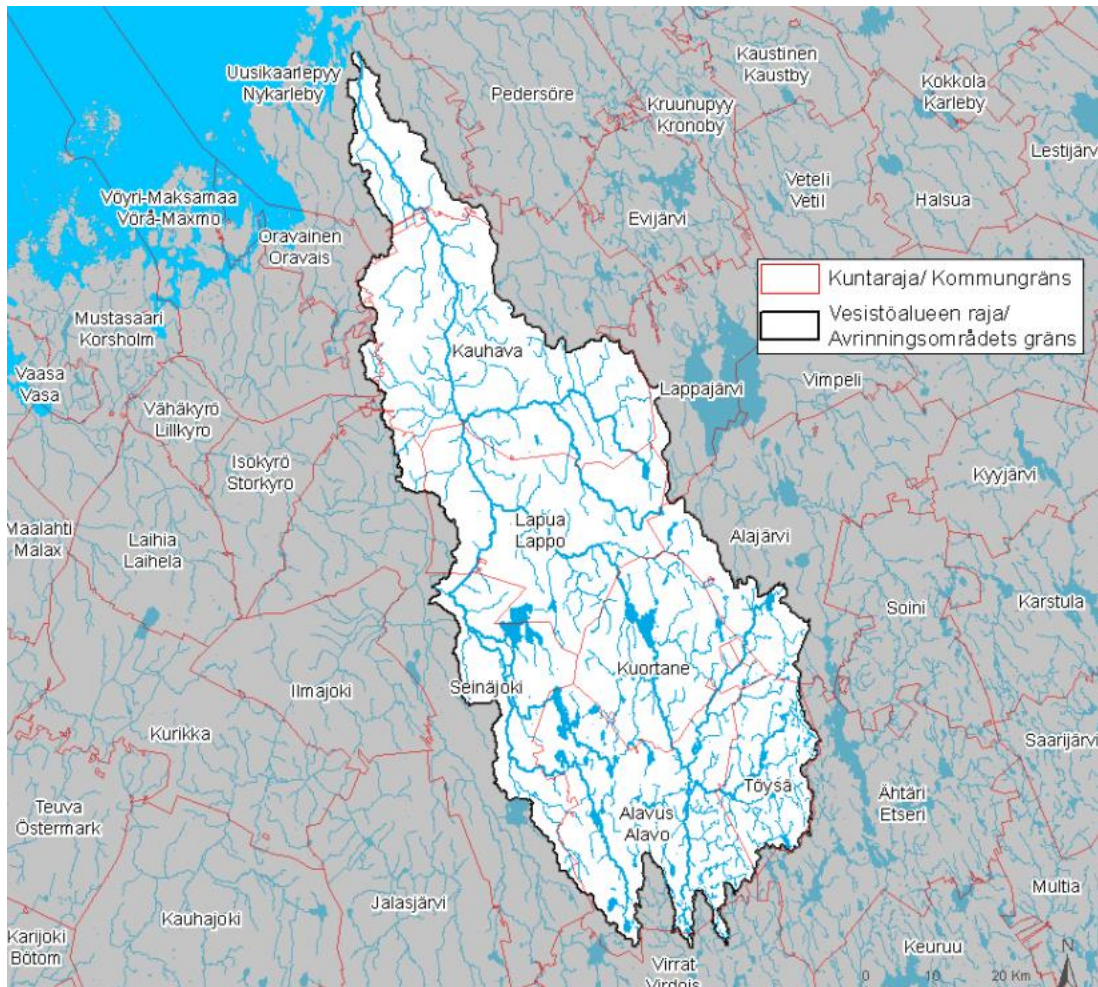 Uusikaarlepyy
Nykarleby
Pedersöre
Kaustinen
Kaustby
Kokkola
Karleby
Kruunupyy
Kronoby
Lestijärvi
Vöyri-Maksamaa
Vörå-Maxmo
Veteli
Vetil
Halsua
Evijärvi
Oravainen
Oravais
Kuntaraja/ Kommungräns
Vesistöalueen raja/
Avrinningsområdets gräns
Mustasaari
Korsholm
Kauhava
Vaasa
Vasa
Lappajärvi
Vimpeli
Vähäkyrö
Lillkyro
Isokyrö
Storkyro
Kyyjärvi
Lapua
Lappo
Maalahti
Malax
Laihia
Laihela
Alajärvi
Soini
Karstula
Kuortane
Ilmajoki
Seinäjoki
Kurikka
Saarijärvi
Töysä
Ähtäri
Etseri
Teuva
Östermark
Alavus
Alavo
Multia
Jalasjärvi
Kauhajoki
Karijoki
Bötom
Keuruu
N
Virrat
Virdois
0 10 20 Km